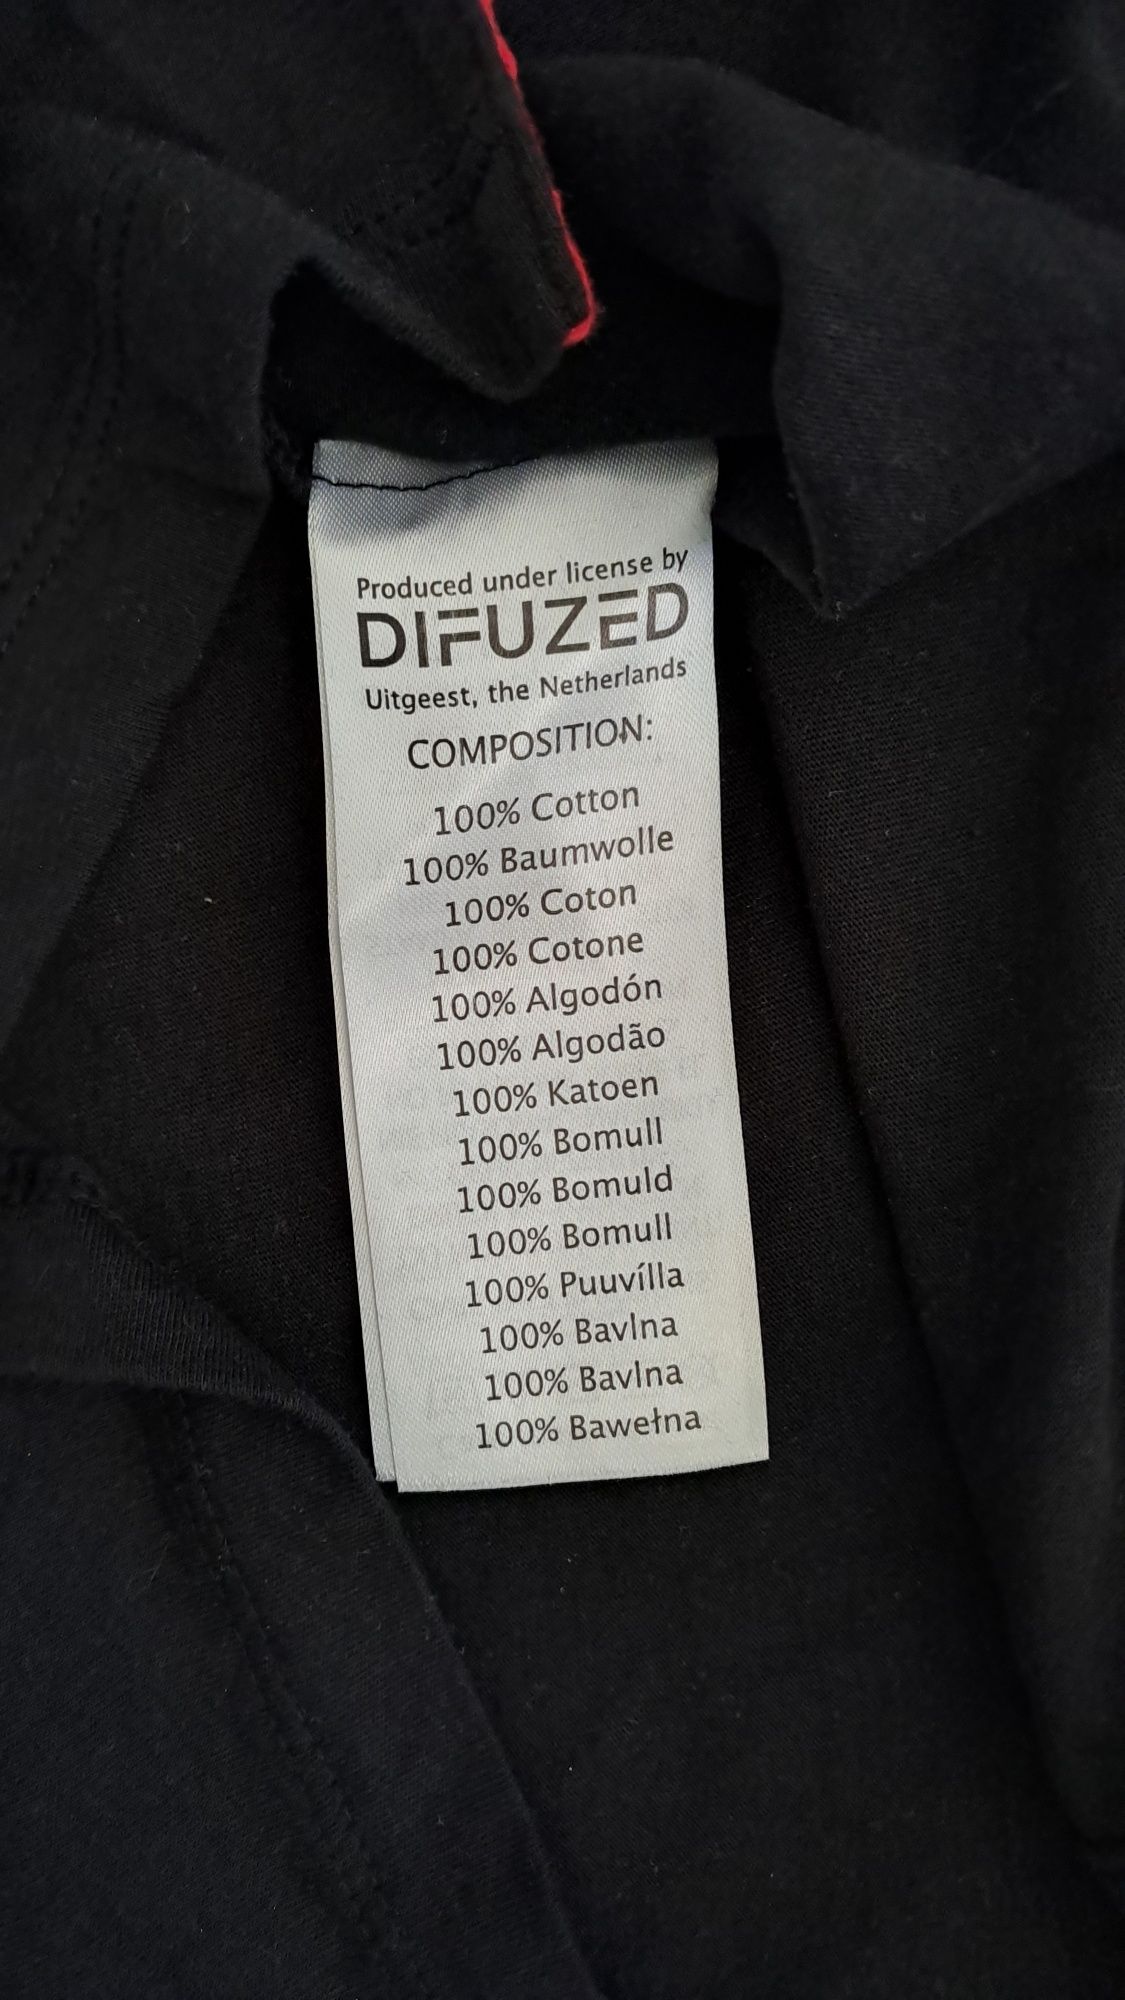 Produced under license by
DIFUZED
Uitgeest, the Netherlands
COMPOSITION:
100% Cotton
100% Baumwolle
100% Coton
100% Cotone
100% Algodón
100% Algodão
100% Katoen
100% Bomull
100% Bomuld
100% Bomull
100% Puuvílla
100% Bavlna
100% Bavlna
100% Bawełna